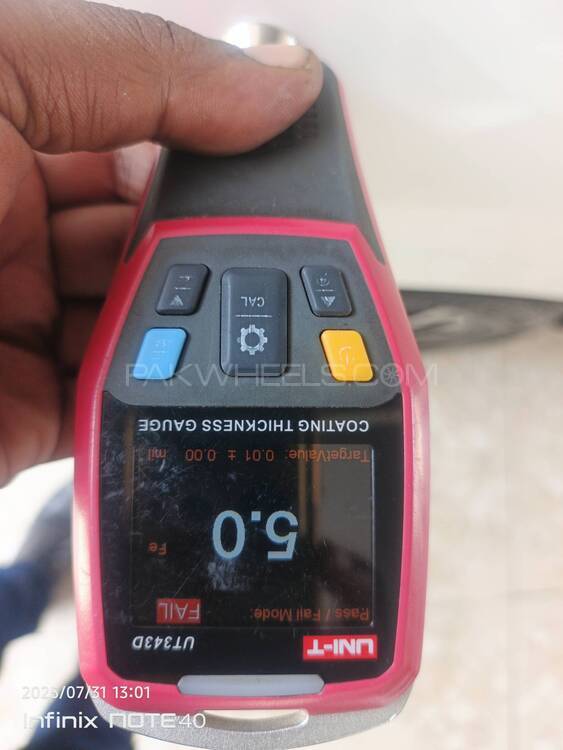 CAL
PAKWHEELS.COM
COATING THICKNESS GAUGE
TargetValue: 0.01 ± 0.00 mil
5.0
Fe
Pass / Fail Mode:
FAIL
UNI-T
UT343D
2023/07/31 13:01
Infinix NOTE40